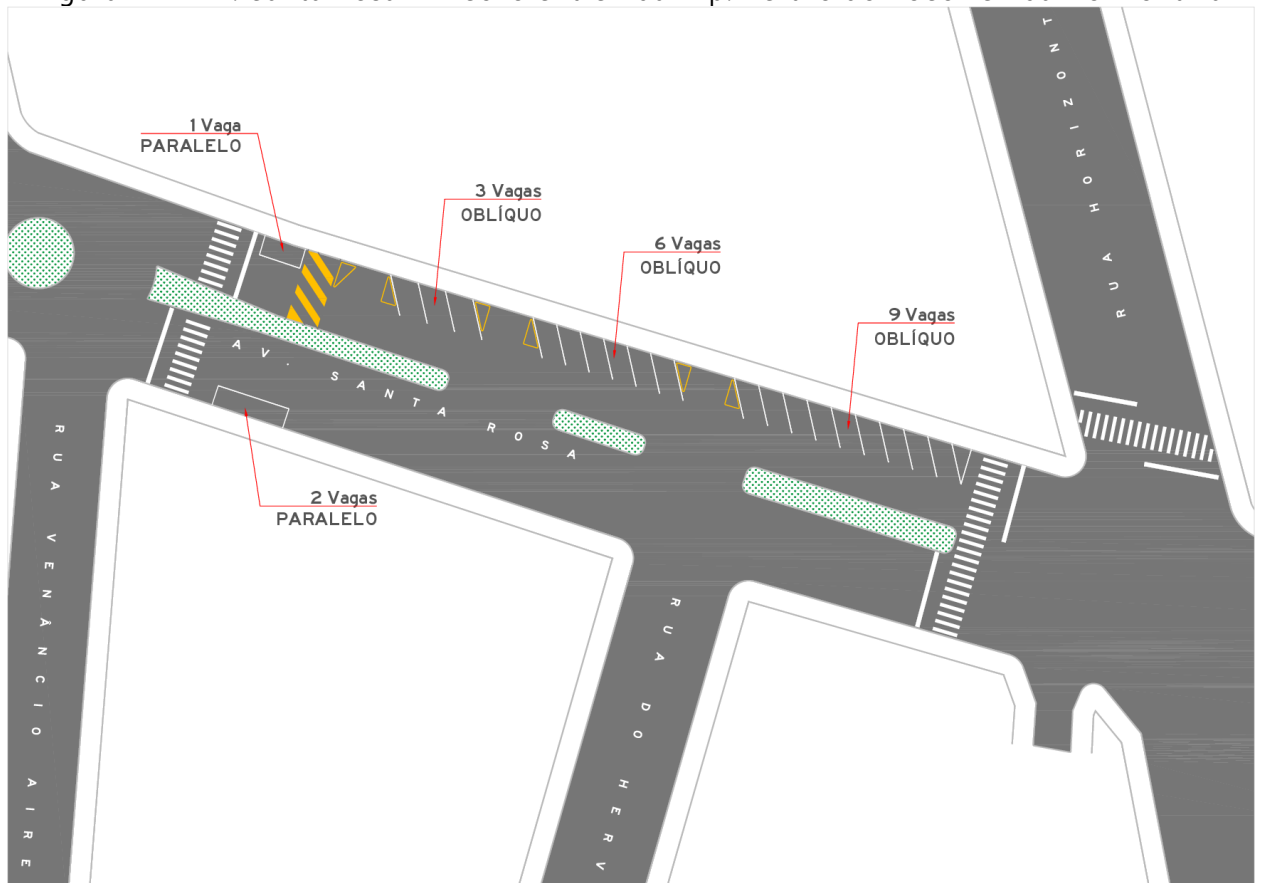 1 Vaga
PARALELO
3 Vagas
OBLÍQUO
6 Vagas
OBLÍQUO
9 Vagas
OBLÍQUO
2 Vagas
PARALELO
AV. SANTA ROSA
RUA HORIZONT
RUA VENÂNCIO AIRE
RUA DO HERV